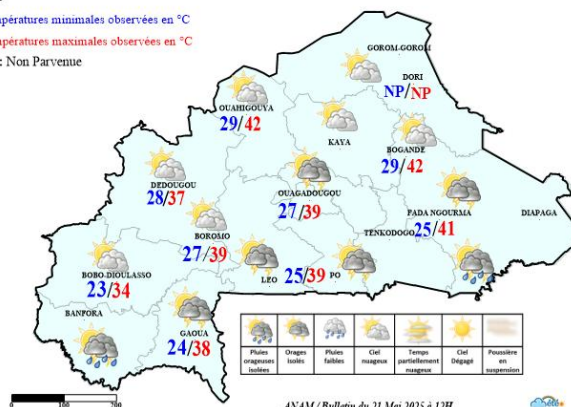 pératures minimales observées en °C
pératures maximales observées en °C
: Non Parvenue
GOROM-GOROM
DORI
NP/NP
OUAHIGOUYA
29/42
KAYA
BOGANDE
29/42
DEDOUGOU
28/37
OUAGADOUGOU
27/39
FADA NGOURMA
25/41
DIAPAGA
TENKODOGO
BOROMO
27/39
BOBO-DIOULASSO
23/34
LEO
25/39
PO
BANFORA
GAOUA
24/38
Pluies orageuses isolées
Orages isolés
Pluies faibles
Ciel nuageux
Temps partiellement nuageux
Ciel Dégagé
Poussière en suspension
100
200
ANAM / Bulletin du 21 Mai 2025 à 12H